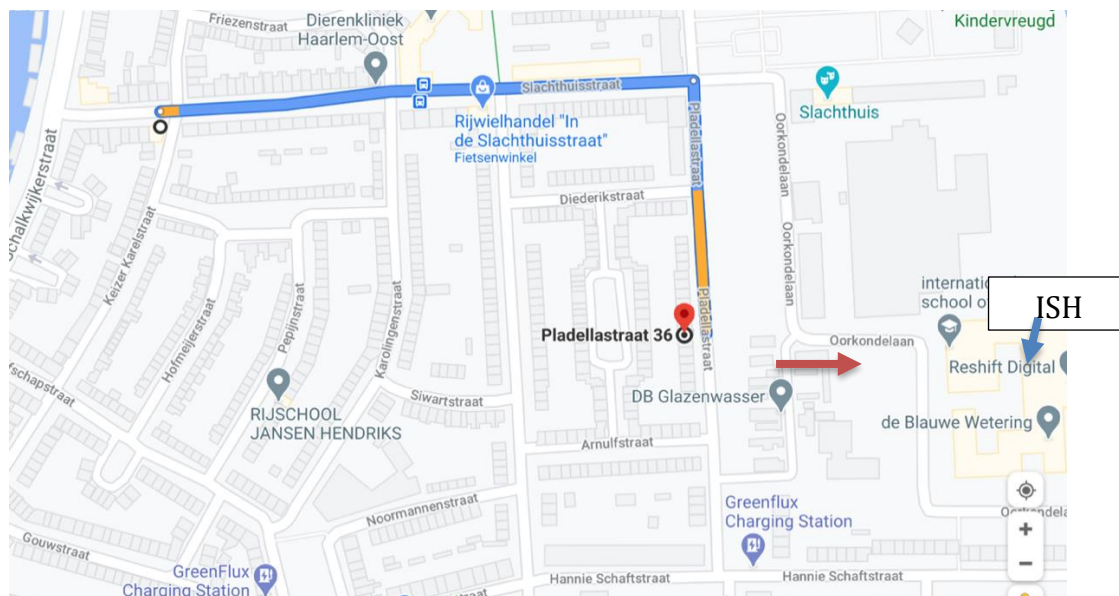 Friezenstraat
Dierenkliniek
Haarlem-Oost
Kindervreugd
Slachthuisstraat
Slachthuis
Rijwielhandel "In
de Slachthuisstraat"
Fietsenwinkel
Schalkwijkerstraat
Pladellastraat
Oorkondelaan
Diederikstraat
Keizer Karelstraat
Oorkondelaan
Hofmeijerstraat
Pepijnstraat
Karolingenstraat
Pladellastraat
school o
ISH
Pladellastraat 36
Oorkondelaan
Reshift Digital
DB Glazenwasser
Siwartstraat
RIJSCHOOL
JANSEN HENDRIKS
de Blauwe Wetering
Arnulfstraat
Noormannenstraat
Greenflux
Charging Station
Gouwstraat
GreenFlux
Charging Station
Hannie Schaftstraat
Hannie Schaftstraat